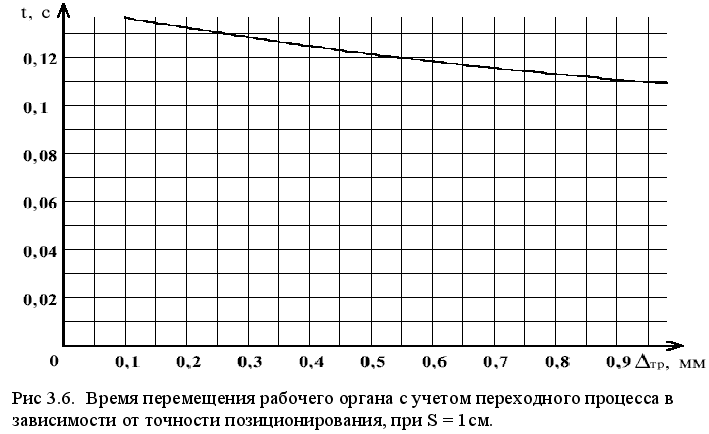 t, с
0,12
0,1
0,08
0,06
0,04
0,02
0 0,1 0,2 0,3 0,4 0,5 0,6 0,7 0,8 0,9 Δтр, мм
Рис 3.6. Время перемещения рабочего органа с учетом переходного процесса в
зависимости от точности позиционирования, при S = 1см.